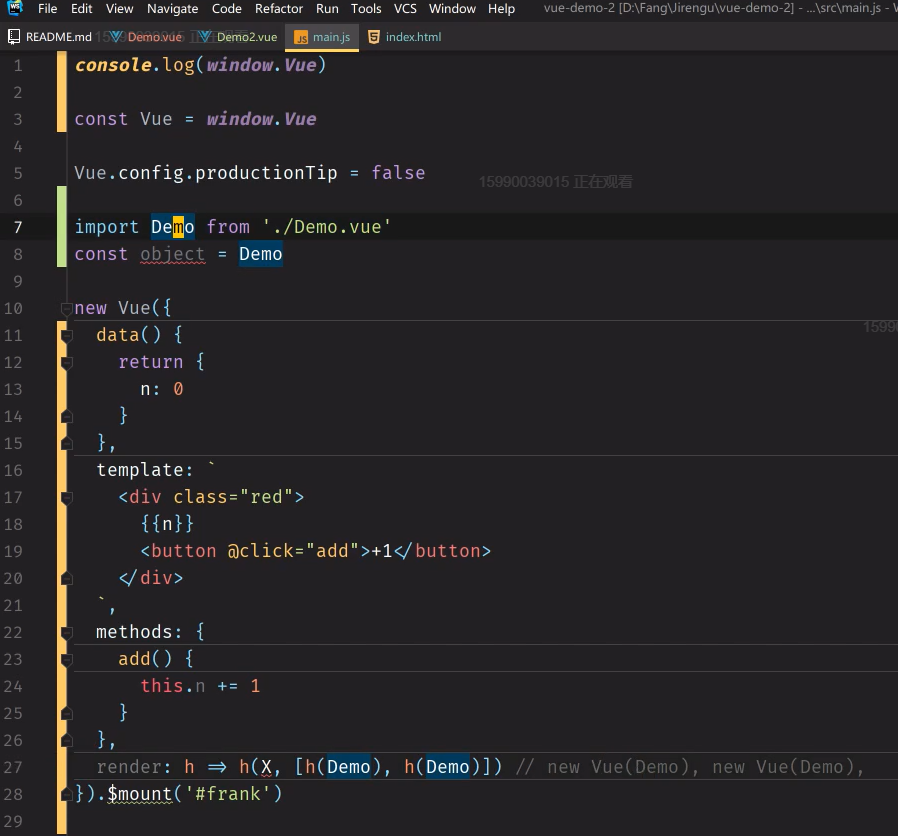 File Edit View Navigate Code Refactor Run Tools VCS Window Help vue-demo-2 [D:\Fang\Jirengu\vue-demo-2] - ...\src\main.js - W
README.md Demo.vue Demo2.vue main.js index.html
1 console.log(window.Vue)
2
3 const Vue = window.Vue
4
5 Vue.config.productionTip = false
15990039015 正在观看
6
7 import Demo from './Demo.vue'
8 const object = Demo
9
10 new Vue({
15990
11 data() {
12 return {
13 n: 0
14 }
15 },
16 template: `
17 <div class="red">
18 {{n}}
19 <button @click="add">+1</button>
20 </div>
21 `,
22 methods: {
23 add() {
24 this.n += 1
25 }
26 },
27 render: h => h(X, [h(Demo), h(Demo)]) // new Vue(Demo), new Vue(Demo),
28 }).$mount('#frank')
29